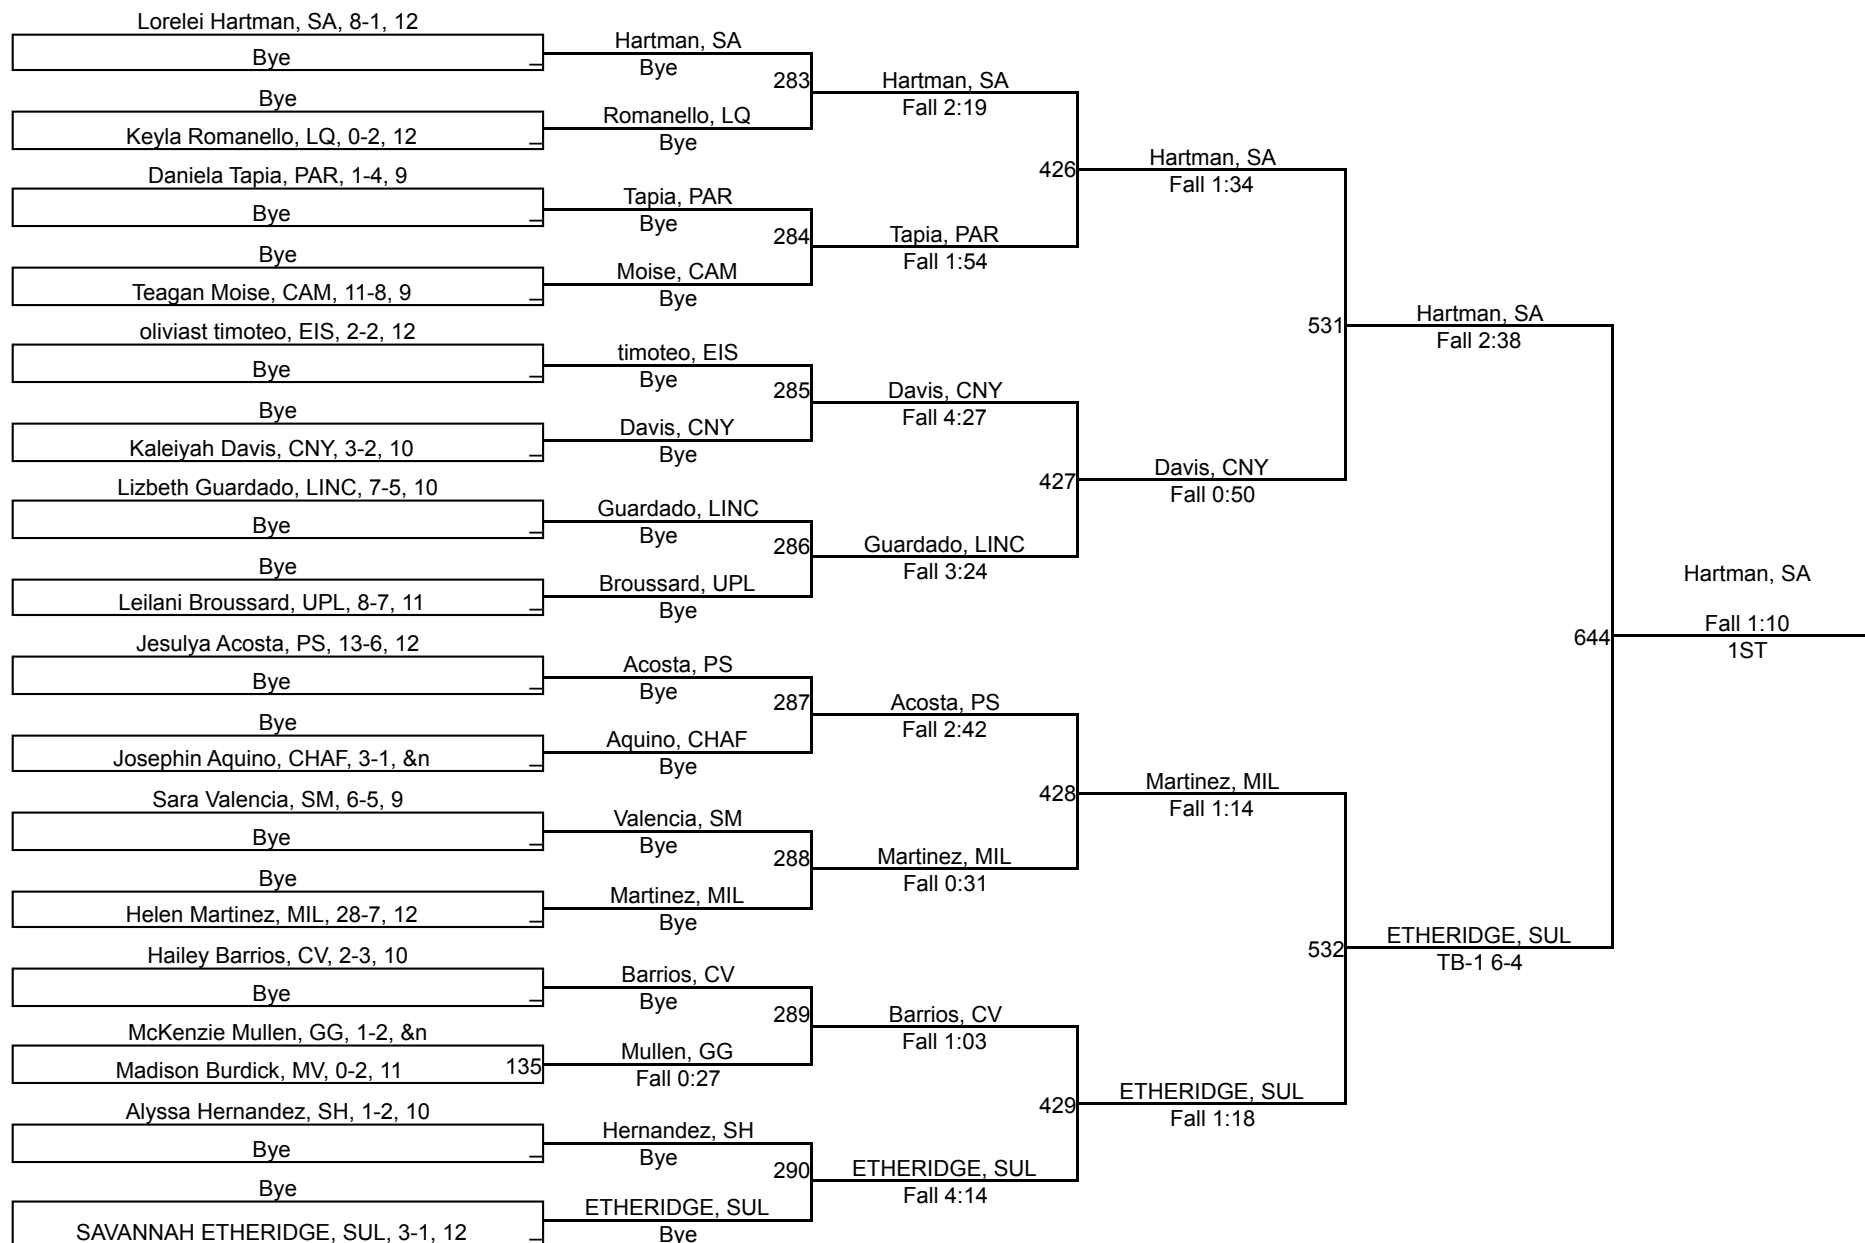 Lorelei Hartman, SA, 8-1, 12
Bye
Bye
Keyla Romanello, LQ, 0-2, 12
Daniela Tapia, PAR, 1-4, 9
Bye
Bye
Teagan Moise, CAM, 11-8, 9
oliviast timoteo, EIS, 2-2, 12
Bye
Bye
Kaleiyah Davis, CNY, 3-2, 10
Lizbeth Guardado, LINC, 7-5, 10
Bye
Bye
Leilani Broussard, UPL, 8-7, 11
Jesulya Acosta, PS, 13-6, 12
Bye
Bye
Josephin Aquino, CHAF, 3-1, &n
Sara Valencia, SM, 6-5, 9
Bye
Bye
Helen Martinez, MIL, 28-7, 12
Hailey Barrios, CV, 2-3, 10
Bye
McKenzie Mullen, GG, 1-2, &n
Madison Burdick, MV, 0-2, 11
135
Alyssa Hernandez, SH, 1-2, 10
Bye
Bye
SAVANNAH ETHERIDGE, SUL, 3-1, 12
Hartman, SA
Bye
283
Romanello, LQ
Bye
Tapia, PAR
Bye
284
Moise, CAM
Bye
timoteo, EIS
Bye
285
Davis, CNY
Bye
Guardado, LINC
Bye
286
Broussard, UPL
Bye
Acosta, PS
Bye
287
Aquino, CHAF
Bye
Valencia, SM
Bye
288
Martinez, MIL
Bye
Barrios, CV
Bye
289
Mullen, GG
Fall 0:27
Hernandez, SH
Bye
290
ETHERIDGE, SUL
Bye
Hartman, SA
Fall 2:19
426
Tapia, PAR
Fall 1:54
Davis, CNY
Fall 4:27
427
Guardado, LINC
Fall 3:24
Acosta, PS
Fall 2:42
428
Martinez, MIL
Fall 0:31
Barrios, CV
Fall 1:03
429
ETHERIDGE, SUL
Fall 4:14
Hartman, SA
Fall 1:34
531
Davis, CNY
Fall 0:50
Martinez, MIL
Fall 1:14
532
ETHERIDGE, SUL
Fall 1:18
Hartman, SA
Fall 2:38
644
ETHERIDGE, SUL
TB-1 6-4
Hartman, SA
Fall 1:10
1ST